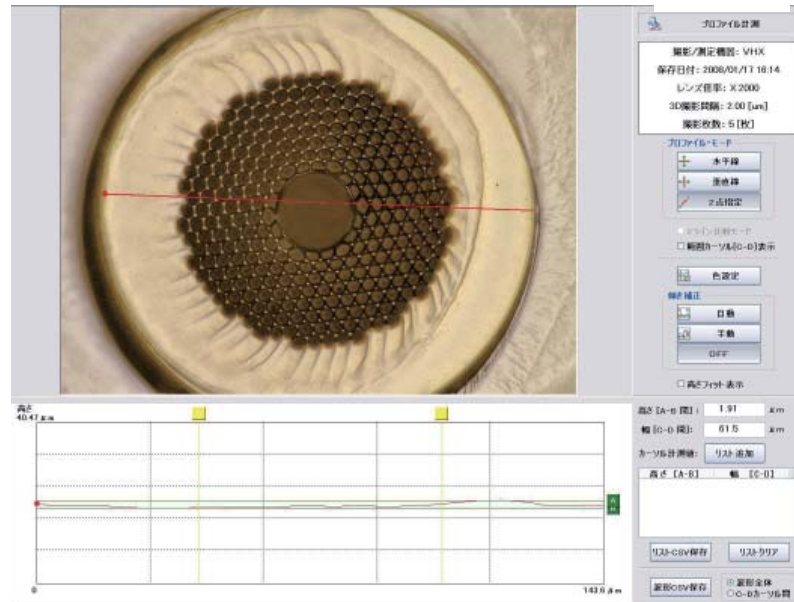 プロファイル計測
撮影/測定機器: VHX
保存日付: 2008/01/17 16:14
レンズ倍率: X2000
3D撮影間隔: 2.00 [um]
撮影枚数: 5 [枚]
プロファイル・モード
水平線
垂直線
2点指定
範囲カーソル[C-D]表示
色設定
傾き補正
自動
手動
OFF
高さフィット表示
高さ
40.47 μm
0
143.6 μm
高さ [A-B 間]: 1.91 μm
幅 [C-D 間]: 61.5 μm
カーソル計測値: リスト追加
高さ [A-B] 幅 [C-D]
リストCSV保存 リストクリア
波形CSV保存
波形全体
C-Dカーソル間